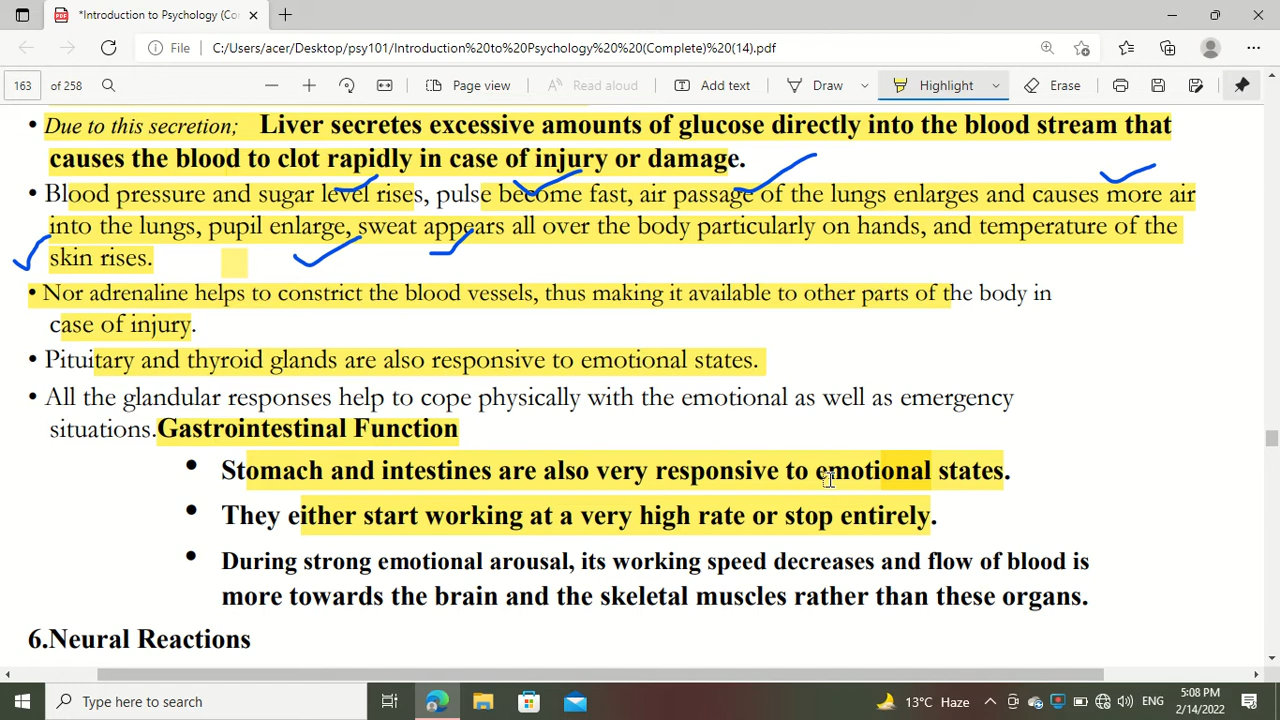 *Introduction to Psychology (Co
File C:/Users/acer/Desktop/psy101/Introduction%20to%20Psychology%20%20(Complete)%20(14).pdf
163 of 258 Page view Add text Read aloud Draw Highlight Erase
• Due to this secretion; Liver secretes excessive amounts of glucose directly into the blood stream that
causes the blood to clot rapidly in case of injury or damage.
• Blood pressure and sugar level rises, pulse become fast, air passage of the lungs enlarges and causes more air
into the lungs, pupil enlarge, sweat appears all over the body particularly on hands, and temperature of the
skin rises.
• Nor adrenaline helps to constrict the blood vessels, thus making it available to other parts of the body in
case of injury.
• Pituitary and thyroid glands are also responsive to emotional states.
• All the glandular responses help to cope physically with the emotional as well as emergency
situations.Gastrointestinal Function
• Stomach and intestines are also very responsive to emotional states.
• They either start working at a very high rate or stop entirely.
• During strong emotional arousal, its working speed decreases and flow of blood is
more towards the brain and the skeletal muscles rather than these organs.
6.Neural Reactions
Type here to search 13°C Haze ENG 5:08 PM
2/14/2022